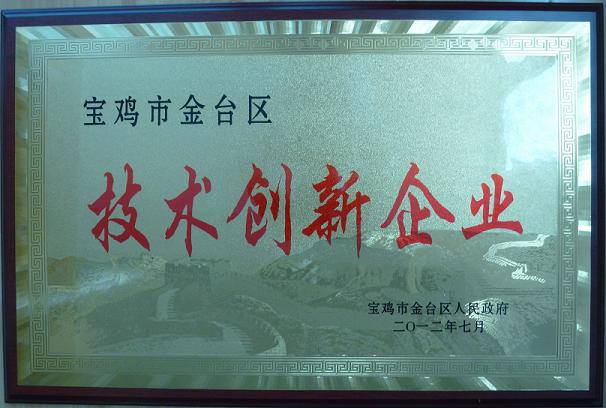 宝鸡市金台区
技术创新企业
宝鸡市金台区人民政府
二〇一二年七月